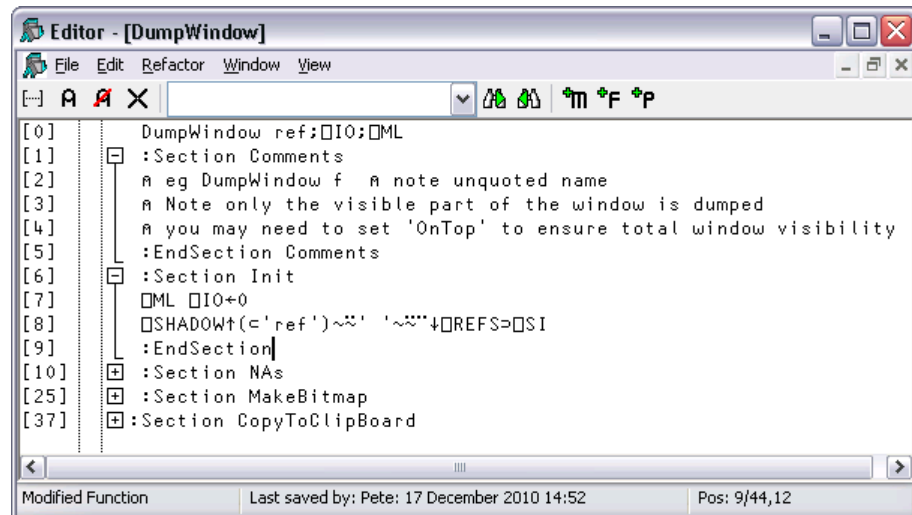 Editor - [DumpWindow]
File Edit Refactor Window View
[0] DumpWindow ref;⎕IO;⎕ML
[1] :Section Comments
[2] ⍝ eg DumpWindow f ⍝ note unquoted name
[3] ⍝ Note only the visible part of the window is dumped
[4] ⍝ you may need to set 'OnTop' to ensure total window visibility
[5] :EndSection Comments
[6] :Section Init
[7] ⎕ML ⎕IO←0
[8] ⎕SHADOW↑(⊂'ref')~⍨' '~⍨¨↓⎕REFS⊃⎕SI
[9] :EndSection
[10] :Section NAs
[25] :Section MakeBitmap
[37] :Section CopyToClipBoard
Modified Function Last saved by: Pete: 17 December 2010 14:52 Pos: 9/44,12